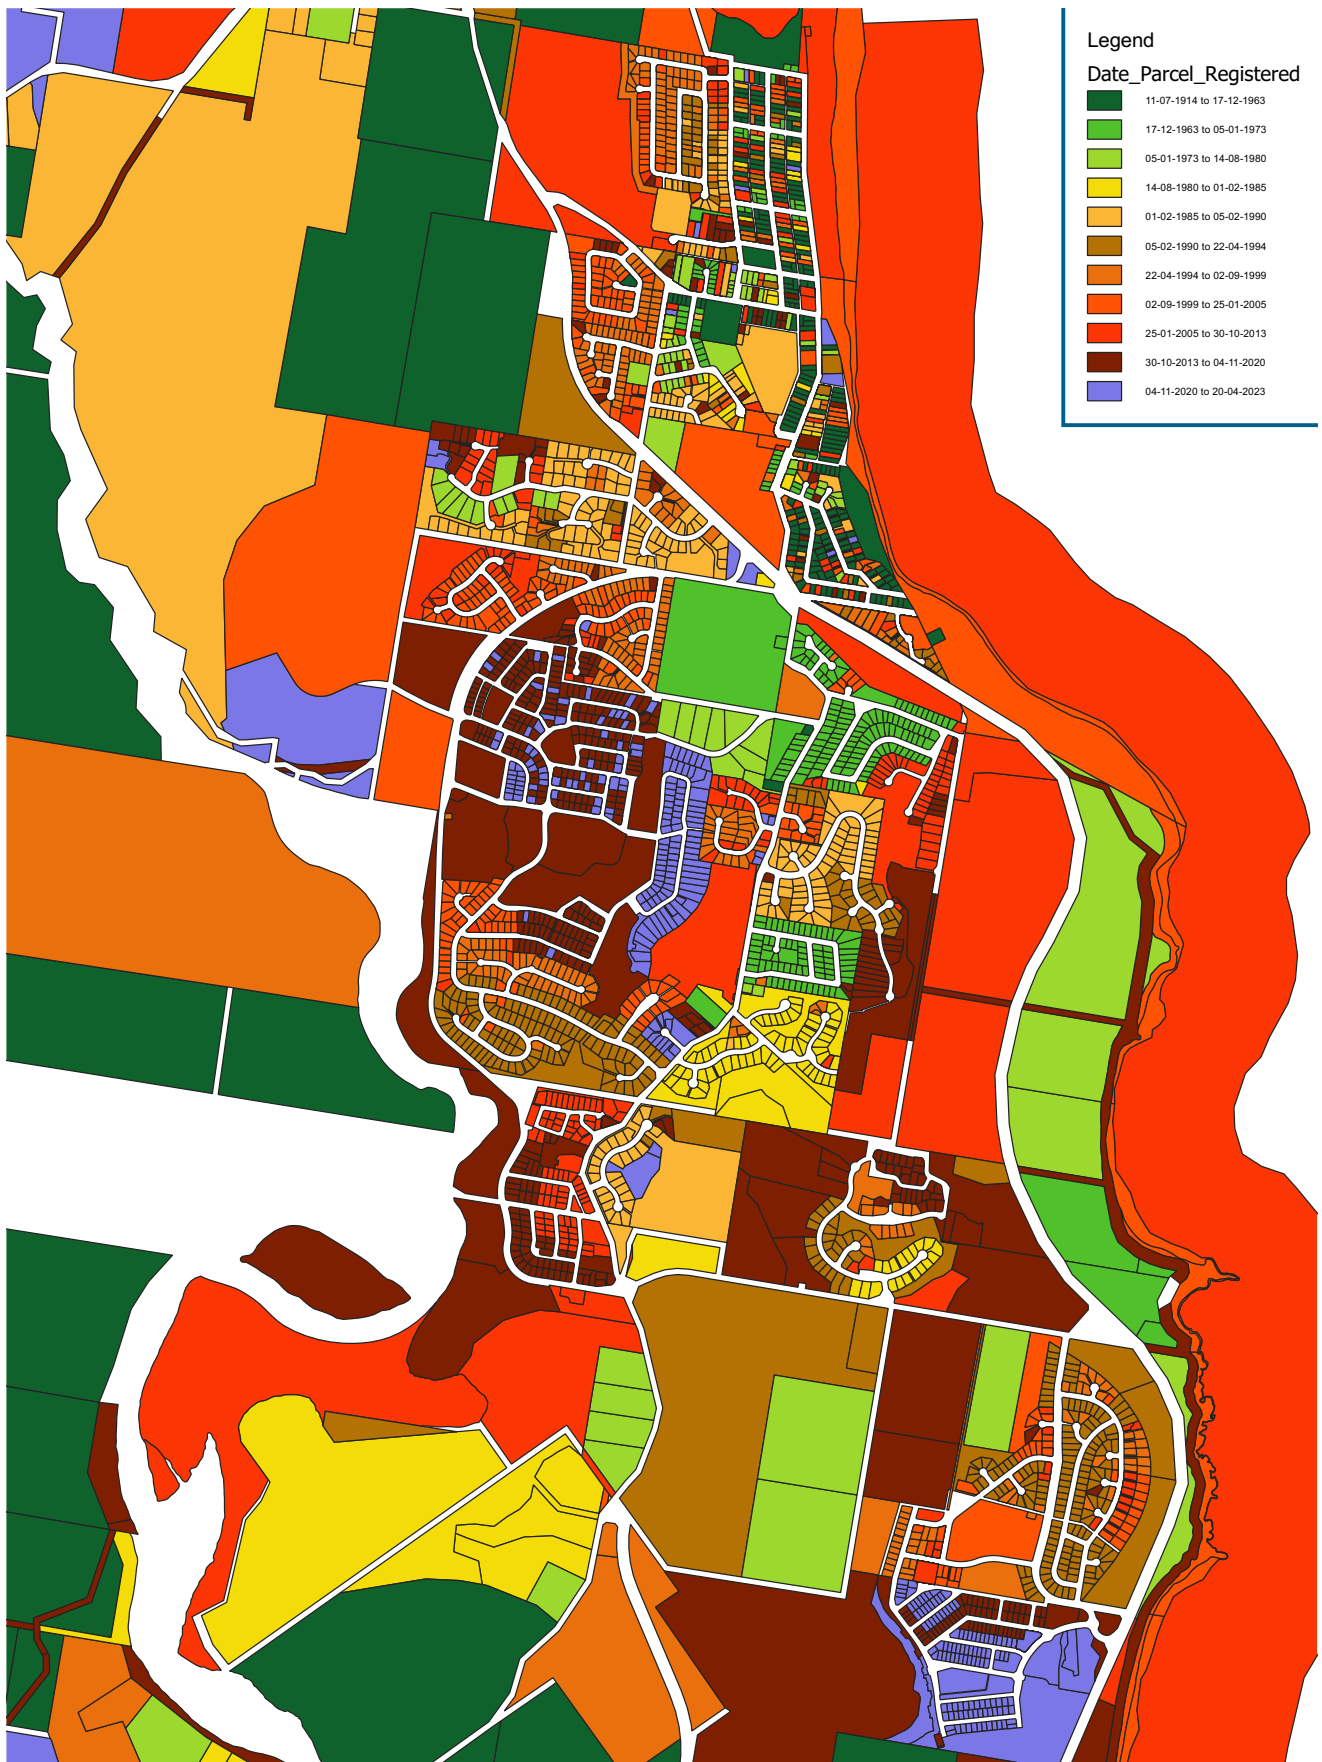 Legend
Date_Parcel_Registered
11-07-1914 to 17-12-1963
17-12-1963 to 05-01-1973
05-01-1973 to 14-08-1980
14-08-1980 to 01-02-1985
01-02-1985 to 05-02-1990
05-02-1990 to 22-04-1994
22-04-1994 to 02-09-1999
02-09-1999 to 25-01-2005
25-01-2005 to 30-10-2013
30-10-2013 to 04-11-2020
04-11-2020 to 20-04-2023